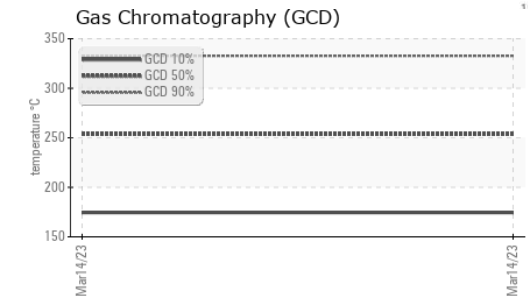 Gas Chromatography (GCD)
350
300
250
200
150
temperature °C
GCD 10%
GCD 50%
GCD 90%
Mar14/23
Mar14/23